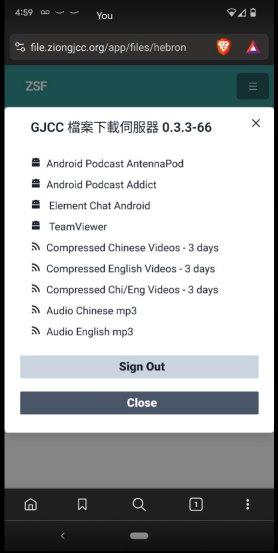 4:59
You
file.ziongjcc.org/app/files/hebron
ZSF
GJCC 檔案下載伺服器 0.3.3-66
Android Podcast AntennaPod
Android Podcast Addict
Element Chat Android
TeamViewer
Compressed Chinese Videos - 3 days
Compressed English Videos - 3 days
Compressed Chi/Eng Videos - 3 days
Audio Chinese mp3
Audio English mp3
Sign Out
Close
1